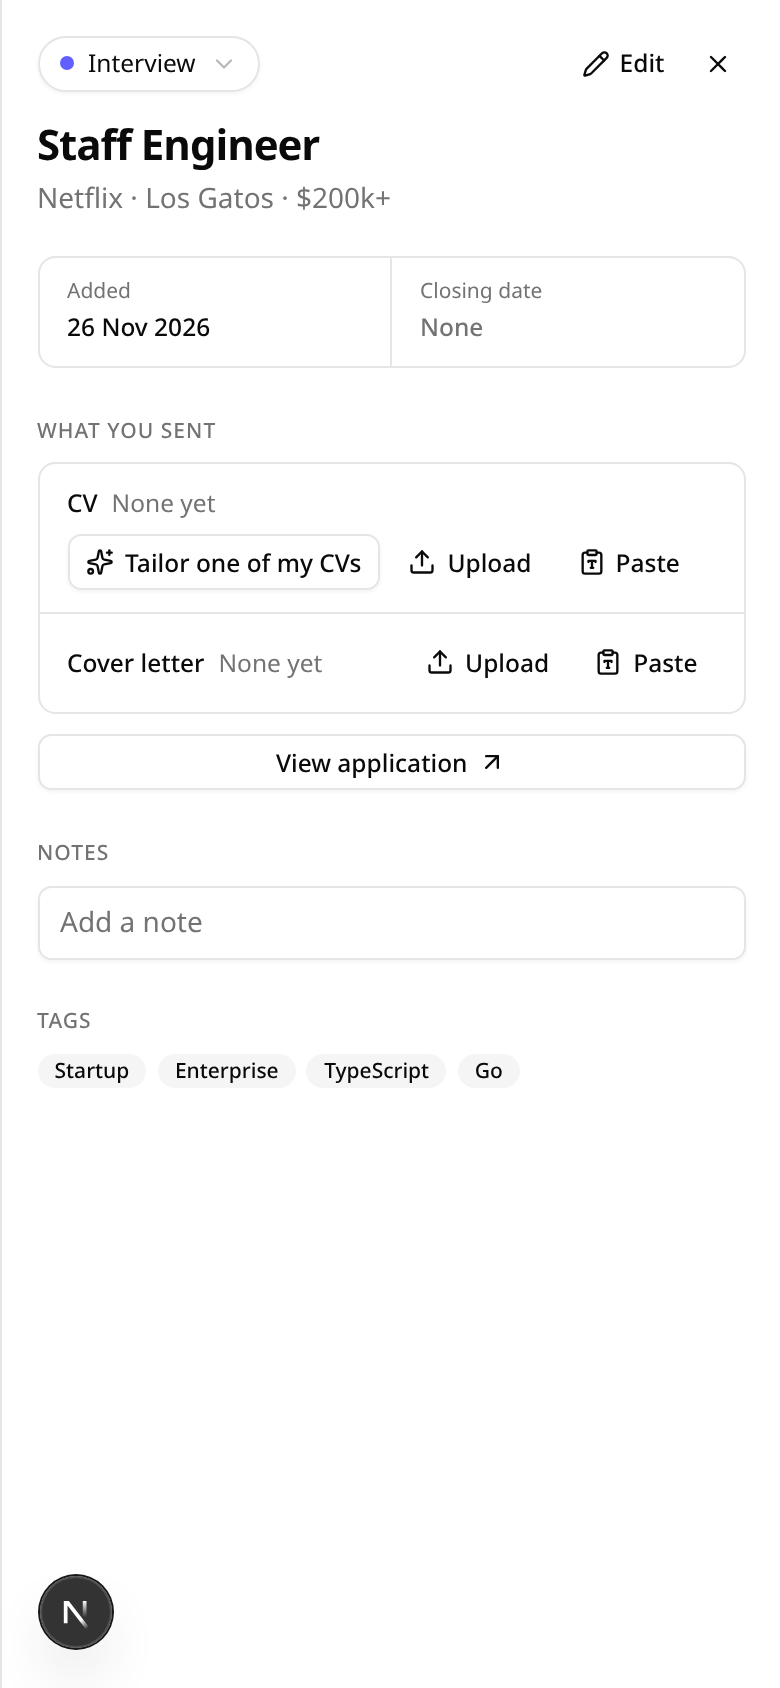 Interview
Edit
Staff Engineer
Netflix · Los Gatos · $200k+
Added
26 Nov 2026
Closing date
None
WHAT YOU SENT
CV None yet
Tailor one of my CVs
Upload
Paste
Cover letter None yet
Upload
Paste
View application
NOTES
Add a note
TAGS
Startup
Enterprise
TypeScript
Go
N